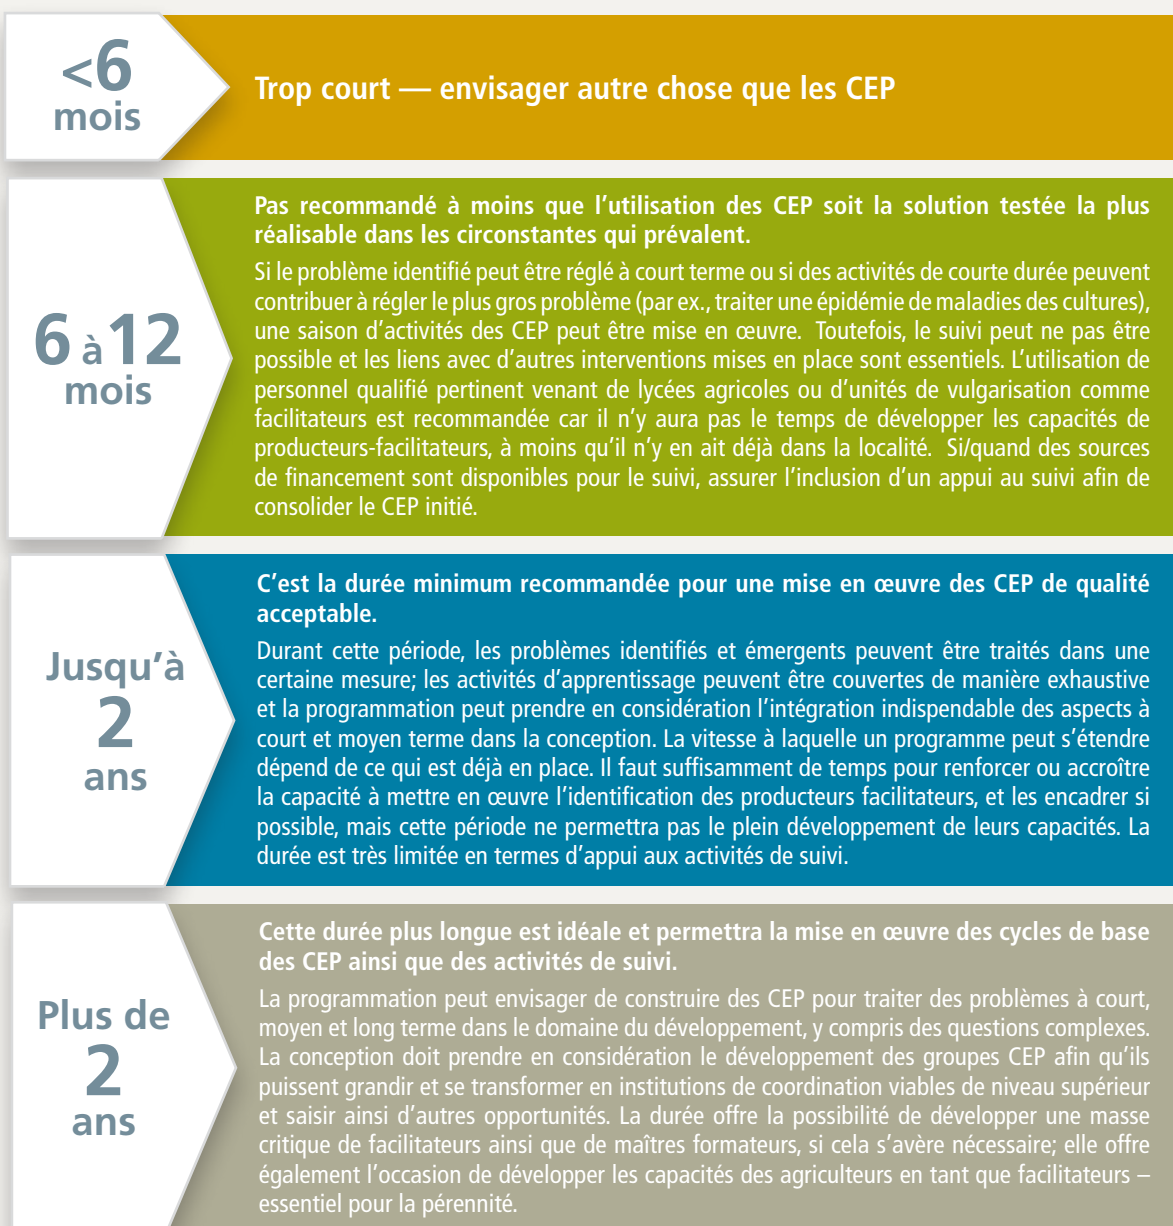 <6
mois
Trop court — envisager autre chose que les CEP
6 à 12
mois
Pas recommandé à moins que l’utilisation des CEP soit la solution testée la plus
réalisable dans les circonstantes qui prévalent.
Si le problème identifié peut être réglé à court terme ou si des activités de courte durée peuvent
contribuer à régler le plus gros problème (par ex., traiter une épidémie de maladies des cultures),
une saison d’activités des CEP peut être mise en œuvre. Toutefois, le suivi peut ne pas être
possible et les liens avec d’autres interventions mises en place sont essentiels. L’utilisation de
personnel qualifié pertinent venant de lycées agricoles ou d’unités de vulgarisation comme
facilitateurs est recommandée car il n’y aura pas le temps de développer les capacités de
producteurs-facilitateurs, à moins qu’il n’y en ait déjà dans la localité. Si/quand des sources
de financement sont disponibles pour le suivi, assurer l’inclusion d’un appui au suivi afin de
consolider le CEP initié.
Jusqu’à
2
ans
C’est la durée minimum recommandée pour une mise en œuvre des CEP de qualité
acceptable.
Durant cette période, les problèmes identifiés et émergents peuvent être traités dans une
certaine mesure; les activités d’apprentissage peuvent être couvertes de manière exhaustive
et la programmation peut prendre en considération l’intégration indispendable des aspects à
court et moyen terme dans la conception. La vitesse à laquelle un programme peut s’étendre
dépend de ce qui est déjà en place. Il faut suffisamment de temps pour renforcer ou accroître
la capacité à mettre en œuvre l’identification des producteurs facilitateurs, et les encadrer si
possible, mais cette période ne permettra pas le plein développement de leurs capacités. La
durée est très limitée en termes d’appui aux activités de suivi.
Plus de
2
ans
Cette durée plus longue est idéale et permettra la mise en œuvre des cycles de base
des CEP ainsi que des activités de suivi.
La programmation peut envisager de construire des CEP pour traiter des problèmes à court,
moyen et long terme dans le domaine du développement, y compris des questions complexes.
La conception doit prendre en considération le développement des groupes CEP afin qu’ils
puissent grandir et se transformer en institutions de coordination viables de niveau supérieur
et saisir ainsi d’autres opportunités. La durée offre la possibilité de développer une masse
critique de facilitateurs ainsi que de maîtres formateurs, si cela s’avère nécessaire; elle offre
également l’occasion de développer les capacités des agriculteurs en tant que facilitateurs –
essentiel pour la pérennité.